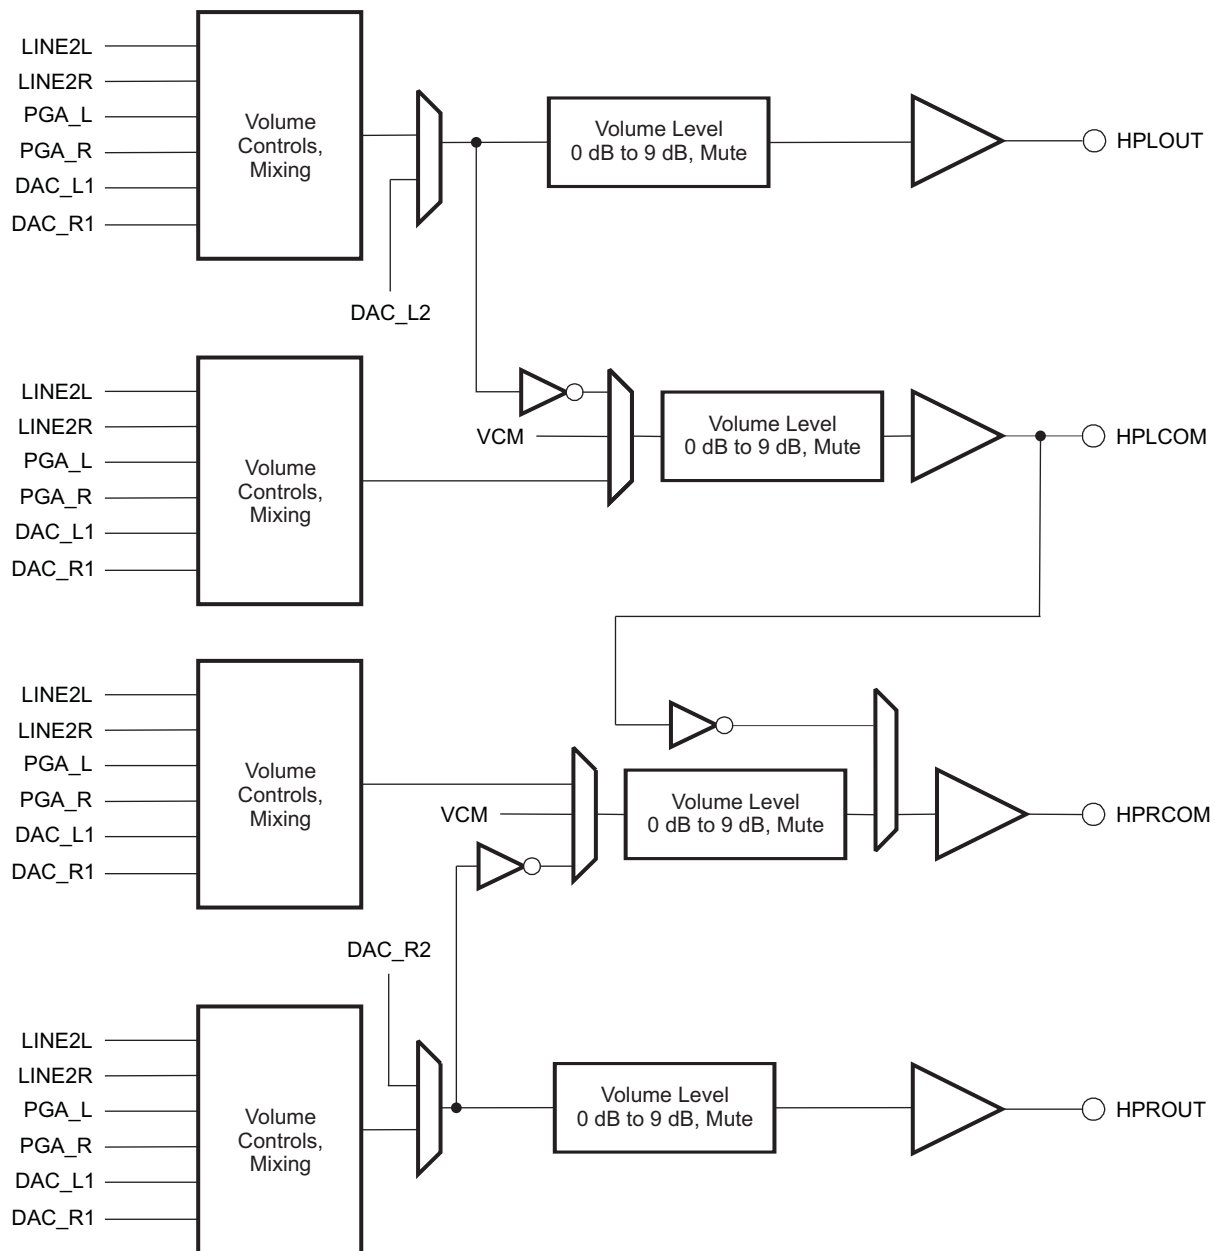 LINE2L
LINE2R
PGA_L
PGA_R
DAC_L1
DAC_R1
Volume
Controls,
Mixing
DAC_L2
Volume Level
0 dB to 9 dB, Mute
HPLOUT
LINE2L
LINE2R
PGA_L
PGA_R
DAC_L1
DAC_R1
Volume
Controls,
Mixing
VCM
Volume Level
0 dB to 9 dB, Mute
HPLCOM
LINE2L
LINE2R
PGA_L
PGA_R
DAC_L1
DAC_R1
Volume
Controls,
Mixing
VCM
Volume Level
0 dB to 9 dB, Mute
HPRCOM
DAC_R2
LINE2L
LINE2R
PGA_L
PGA_R
DAC_L1
DAC_R1
Volume
Controls,
Mixing
Volume Level
0 dB to 9 dB, Mute
HPROUT